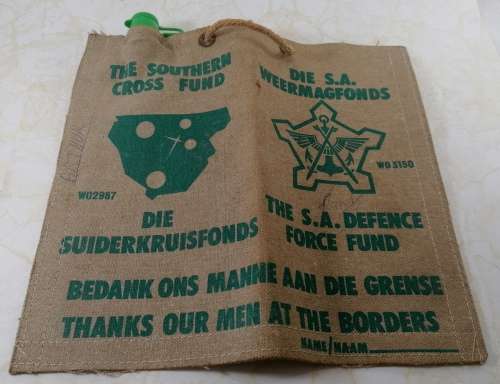 THE SOUTHERN
CROSS FUND
WO2987
DIE
SUIDERKRUISFONDS
DIE S.A.
WEERMAGFONDS
WO 5150
THE S.A. DEFENCE
FORCE FUND
BEDANK ONS MANNE AAN DIE GRENSE
THANKS OUR MEN AT THE BORDERS
NAME/NAAM